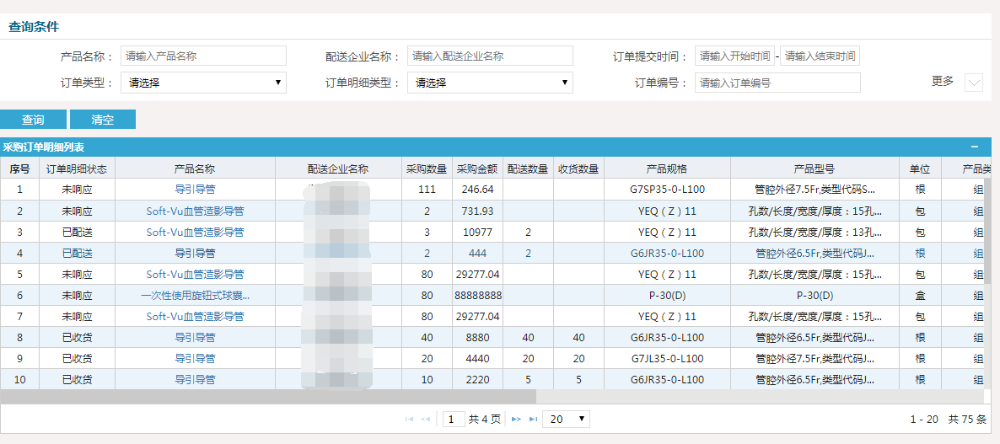 查询条件
产品名称： 请输入产品名称 配送企业名称： 请输入配送企业名称 订单提交时间： 请输入开始时间 - 请输入结束时间
订单类型： 请选择 订单明细类型： 请选择 订单编号： 请输入订单编号 更多
查询 清空
采购订单明细列表
序号 订单明细状态 产品名称 配送企业名称 采购数量 采购金额 配送数量 收货数量 产品规格 产品型号 单位 产品类
1 未响应 导引导管 111 246.64 G7SP35-0-L100 管腔外径7.5Fr,类型代码S... 根 组
2 未响应 Soft-Vu血管造影导管 2 731.93 YEQ（Z）11 孔数/长度/宽度/厚度：15孔... 包 组
3 已配送 Soft-Vu血管造影导管 3 10977 2 YEQ（Z）11 孔数/长度/宽度/厚度：13孔... 包 组
4 已配送 导引导管 2 444 2 G6JR35-0-L100 管腔外径6.5Fr,类型代码J... 根 组
5 未响应 Soft-Vu血管造影导管 80 29277.04 YEQ（Z）11 孔数/长度/宽度/厚度：15孔... 包 组
6 未响应 一次性使用旋钮式球囊... 80 88888888 P-30(D) P-30(D) 盒 组
7 未响应 Soft-Vu血管造影导管 80 29277.04 YEQ（Z）11 孔数/长度/宽度/厚度：15孔... 包 组
8 已收货 导引导管 40 8880 40 40 G6JR35-0-L100 管腔外径6.5Fr,类型代码J... 根 组
9 已收货 导引导管 20 4440 20 20 G7JL35-0-L100 管腔外径7.5Fr,类型代码J... 根 组
10 已收货 导引导管 10 2220 5 5 G6JR35-0-L100 管腔外径6.5Fr,类型代码J... 根 组
1 共 4 页 20 1 - 20 共 75 条